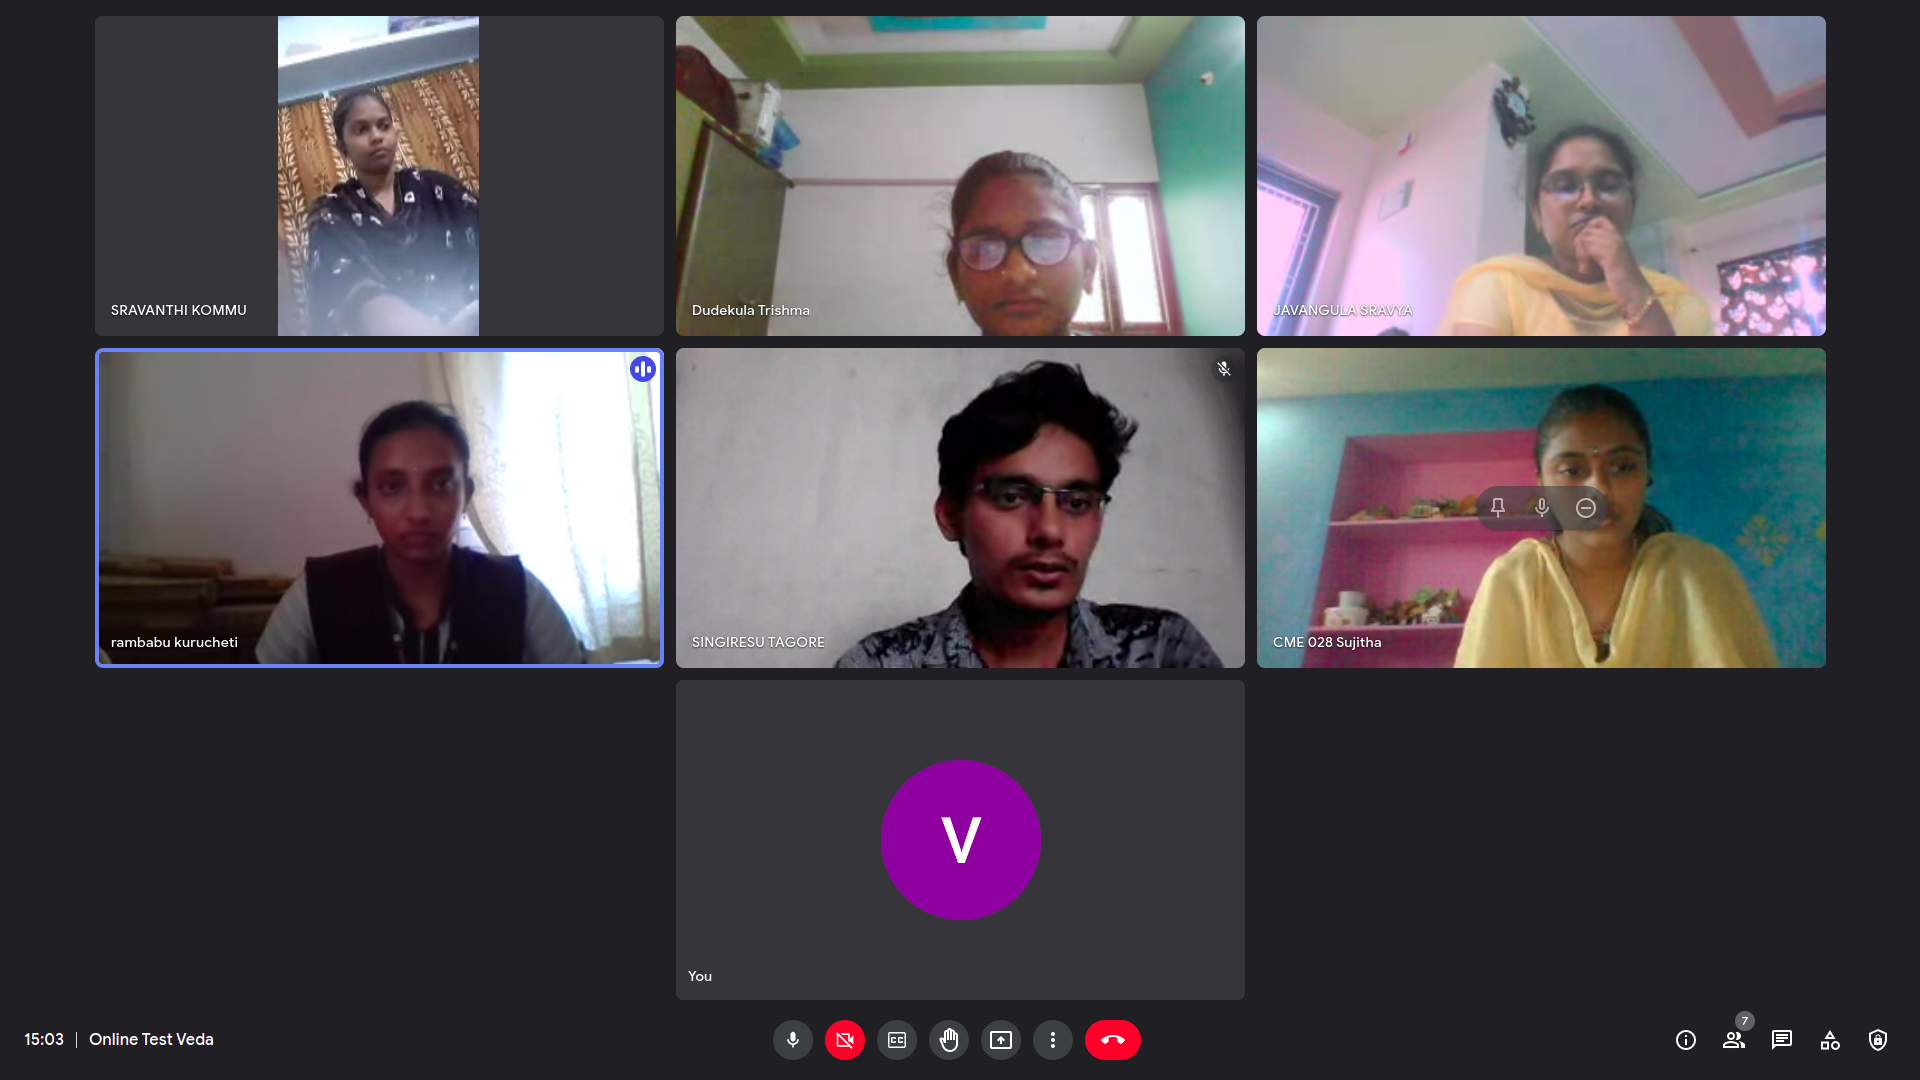 SRAVANTHI KOMMU
Dudekula Trishma
JAVANGULA SRAVYA
rambabu kurucheti
SINGIRESU TAGORE
CME 028 Sujitha
V
You
15:03 | Online Test Veda
CC
7